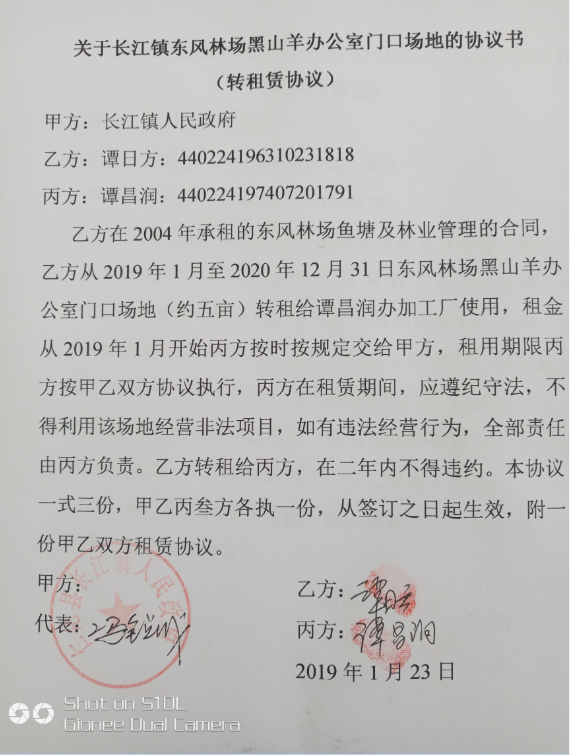 关于长江镇东风林场黑山羊办公室门口场地的协议书
（转租赁协议）
甲方：长江镇人民政府
乙方：谭日方：440224196310231818
丙方：谭昌润：440224197407201791
乙方在 2004 年承租的东风林场鱼塘及林业管理的合同，
乙方从 2019 年 1 月至 2020 年 12 月 31 日东风林场黑山羊办
公室门口场地（约五亩）转租给谭昌润办加工厂使用，租金
从 2019 年 1 月开始丙方按时按规定交给甲方，租用期限丙
方按甲乙双方协议执行，丙方在租赁期间，应遵纪守法，不
得利用该场地经营非法项目，如有违法经营行为，全部责任
由丙方负责。乙方转租给丙方，在二年内不得违约。本协议
一式三份，甲乙丙叁方各执一份，从签订之日起生效，附一
份甲乙双方租赁协议。
甲方：
乙方：
代表：
丙方：谭昌润
2019 年 1 月 23 日
县长江镇人民政
Shot on S10L
Gionee Dual Camera